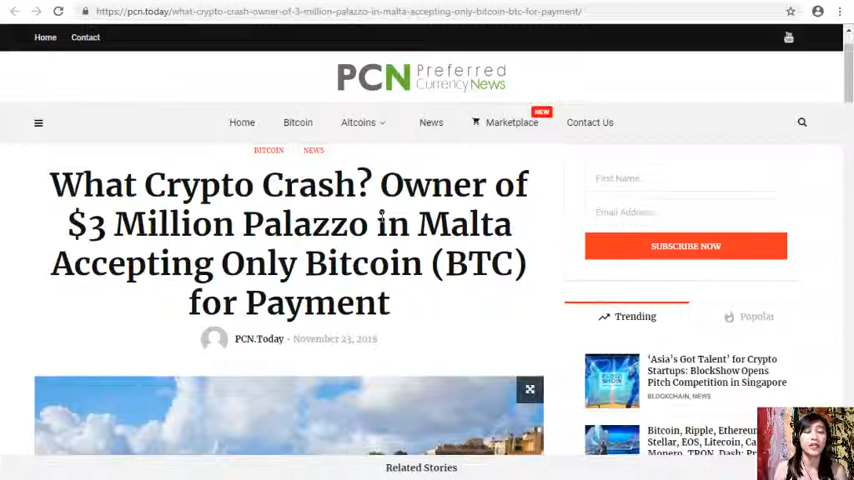 https://pcn.today/what-crypto-crash-owner-of-3-million-palazzo-in-malta-accepting-only-bitcoin-btc-for-payment/
Home Contact
PCN Preferred
Currency News
NEW
Home Bitcoin Altcoins News Marketplace Contact Us
BITCOIN NEWS
What Crypto Crash? Owner of
$3 Million Palazzo in Malta
Accepting Only Bitcoin (BTC)
for Payment
PCN.Today - November 23, 2018
First Name
Email Address
SUBSCRIBE NOW
Trending Popular
‘Asia’s Got Talent’ for Crypto
Startups: BlockShow Opens
Pitch Competition in Singapore
BLOCKCHAIN, NEWS
Bitcoin, Ripple, Ethereum
Stellar, EOS, Litecoin,
Monero, TRON, Dash:
Related Stories